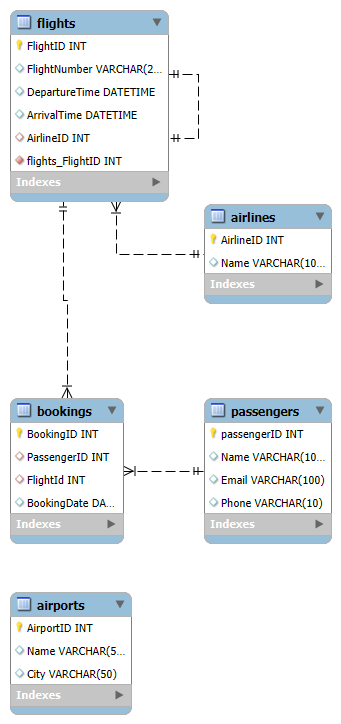 flights
FlightID INT
FlightNumber VARCHAR(2...
DepartureTime DATETIME
ArrivalTime DATETIME
AirlineID INT
flights_FlightID INT
Indexes
airlines
AirlineID INT
Name VARCHAR(10...
Indexes
bookings
BookingID INT
PassengerID INT
FlightId INT
BookingDate DA...
Indexes
passengers
passengerID INT
Name VARCHAR(10...
Email VARCHAR(100)
Phone VARCHAR(10)
Indexes
airports
AirportID INT
Name VARCHAR(5...
City VARCHAR(50)
Indexes